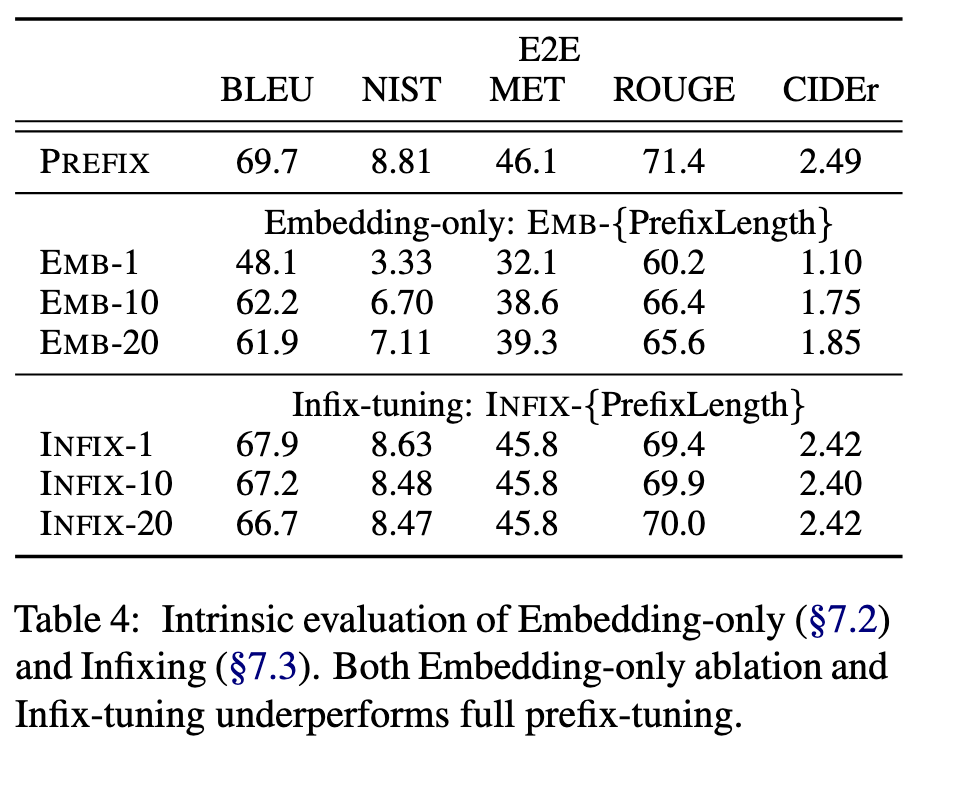 E2E
BLEU NIST MET ROUGE CIDEr
PREFIX 69.7 8.81 46.1 71.4 2.49
Embedding-only: EMB-{PrefixLength}
EMB-1 48.1 3.33 32.1 60.2 1.10
EMB-10 62.2 6.70 38.6 66.4 1.75
EMB-20 61.9 7.11 39.3 65.6 1.85
Infix-tuning: INFIX-{PrefixLength}
INFIX-1 67.9 8.63 45.8 69.4 2.42
INFIX-10 67.2 8.48 45.8 69.9 2.40
INFIX-20 66.7 8.47 45.8 70.0 2.42
Table 4: Intrinsic evaluation of Embedding-only (§7.2)
and Infixing (§7.3). Both Embedding-only ablation and
Infix-tuning underperforms full prefix-tuning.